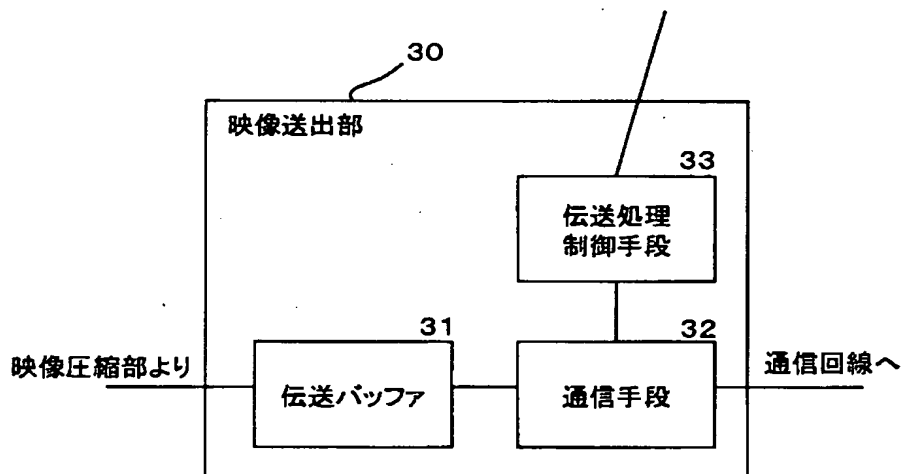 30
映像送出部
33
伝送処理
制御手段
31
32
映像圧縮部より
伝送バッファ
通信手段
通信回線へ